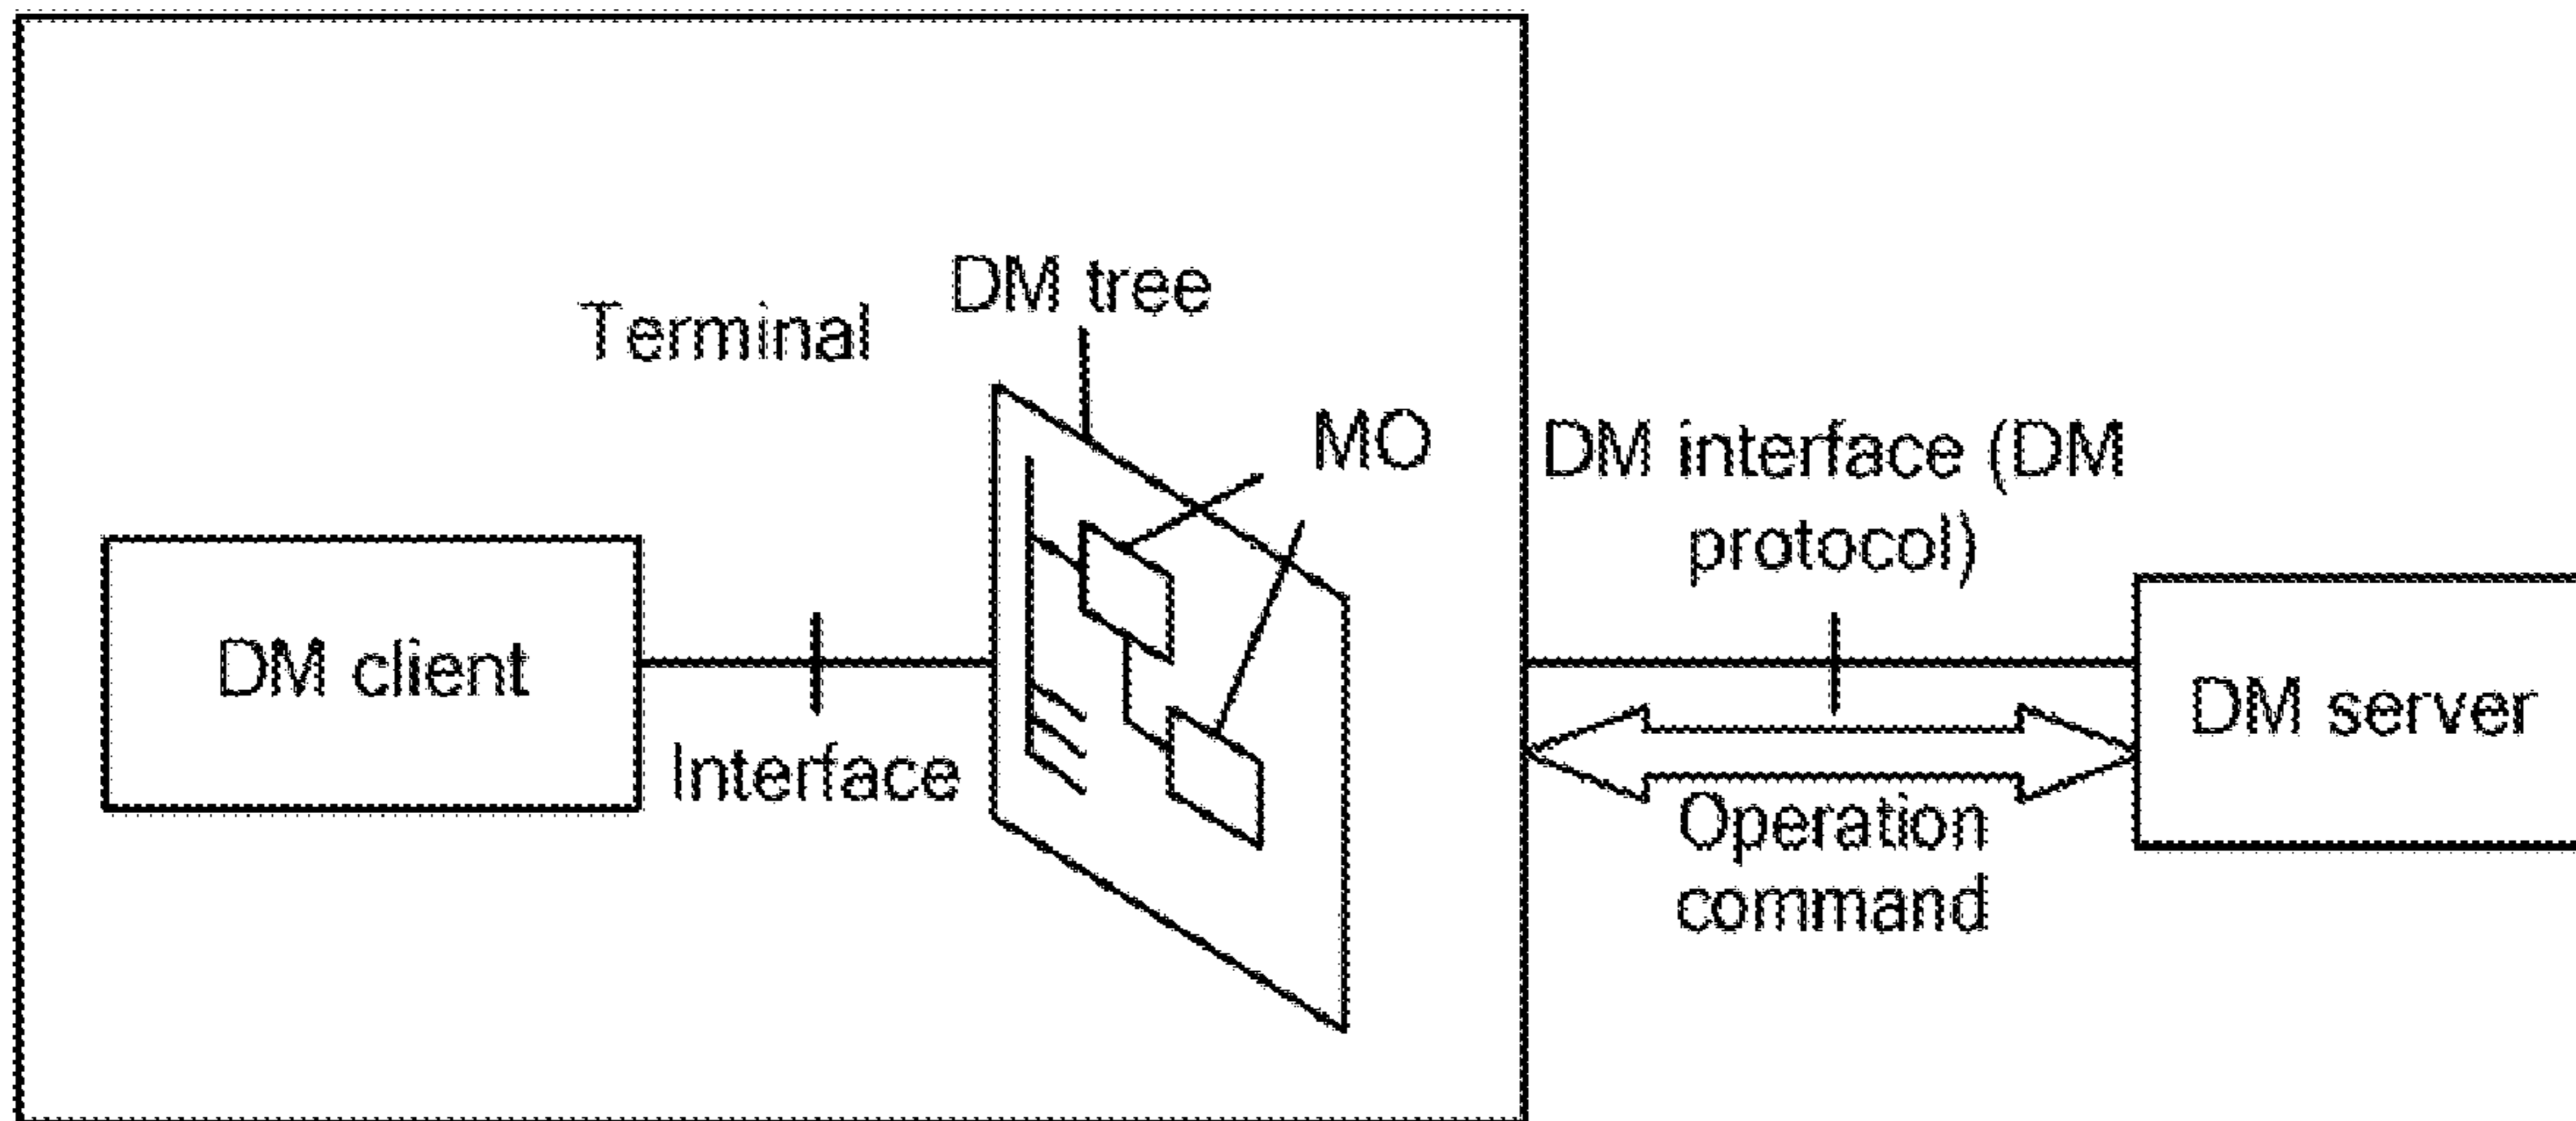 DM tree
Terminal
MO
DM interface (DM
protocol)
DM client
Interface
DM server
Operation
command